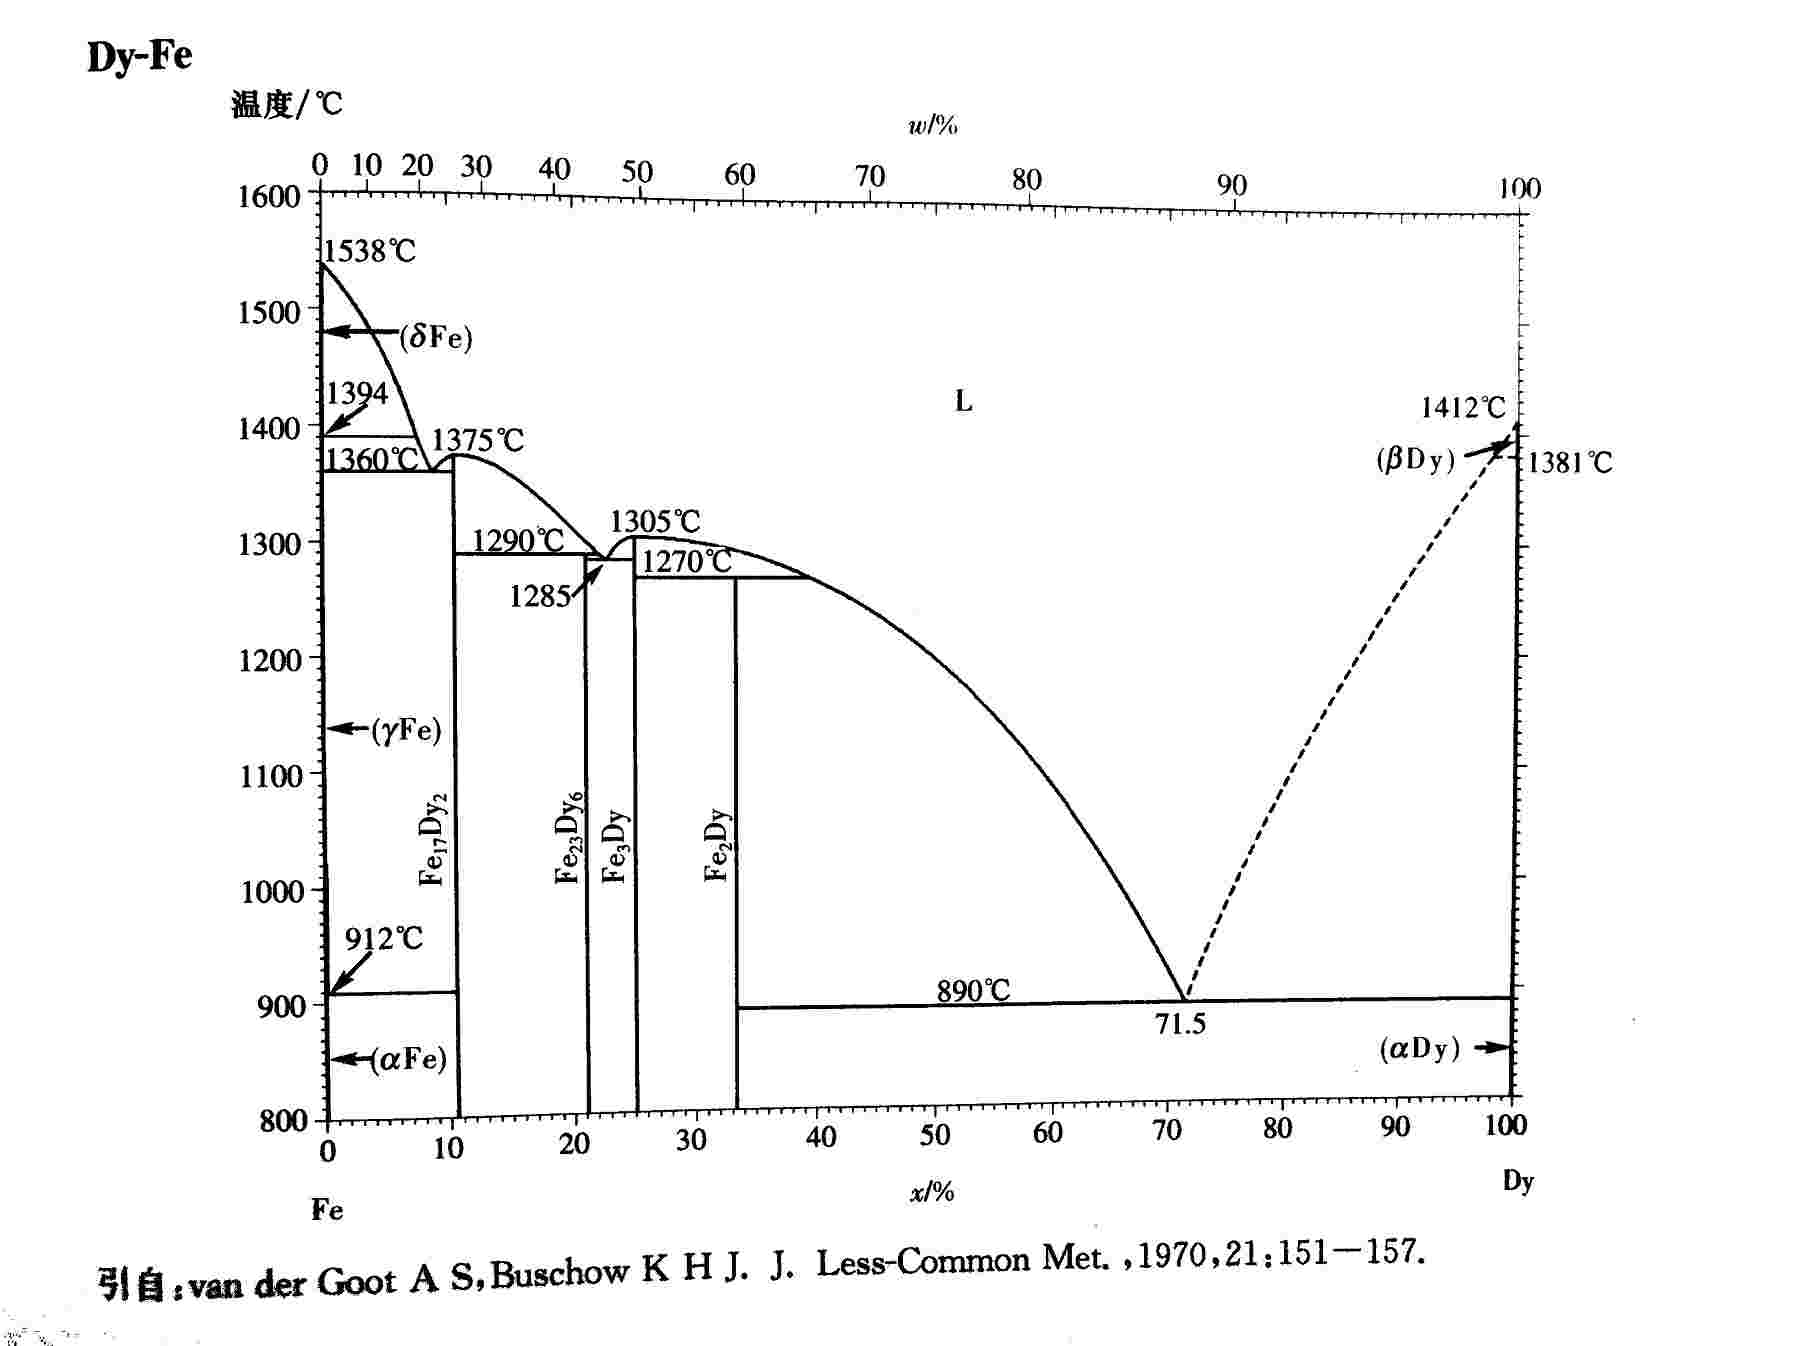 Dy-Fe
温度/℃
w/%
0 10 20 30 40 50 60 70 80 90 100
1600
1538℃
1500
(δFe)
1394
1400
1375℃
1360℃
L
1412℃
(βDy)
1381℃
1305℃
1300
1290℃
1270℃
1285
1200
(γFe)
1100
Fe₁₇Dy₂
Fe₂₃Dy₆
Fe₃Dy
Fe₂Dy
1000
912℃
900
890℃
71.5
(αFe)
(αDy)
800
0 10 20 30 40 50 60 70 80 90 100
Fe
x/%
Dy
引自:van der Goot A S,Buschow K H J. J. Less-Common Met. ,1970,21:151－157.